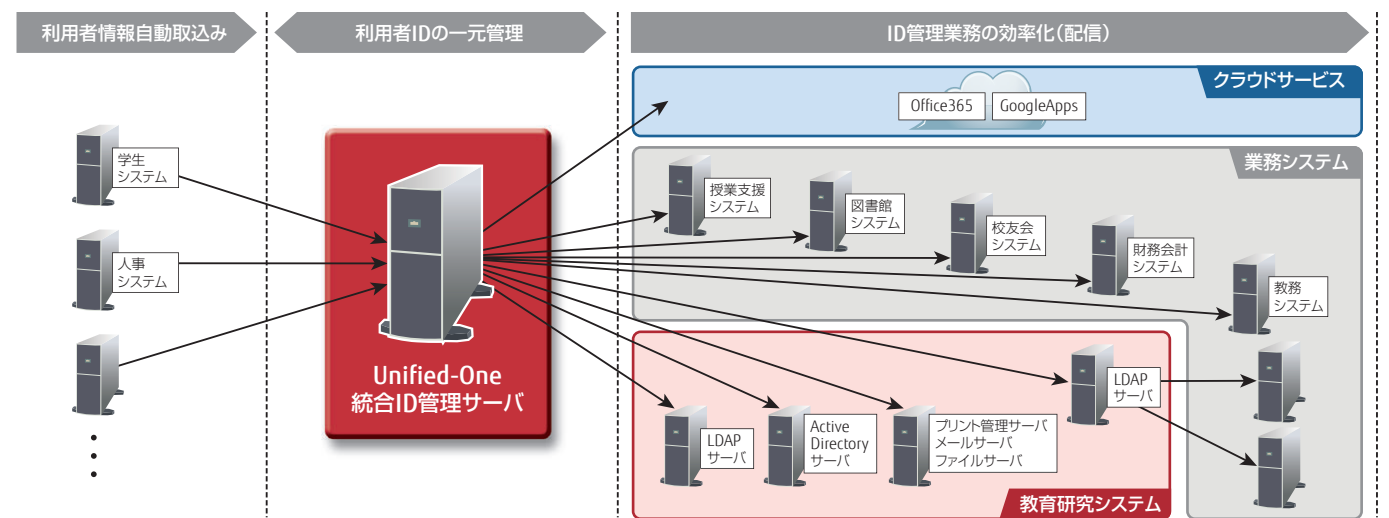 利用者情報自動取込み
利用者IDの一元管理
ID管理業務の効率化(配信)
学生
システム
人事
システム
Unified-One
統合ID管理サーバ
クラウドサービス
Office365
GoogleApps
業務システム
授業支援
システム
図書館
システム
校友会
システム
財務会計
システム
教務
システム
LDAP
サーバ
LDAP
サーバ
Active
Directory
サーバ
プリント管理サーバ
メールサーバ
ファイルサーバ
教育研究システム